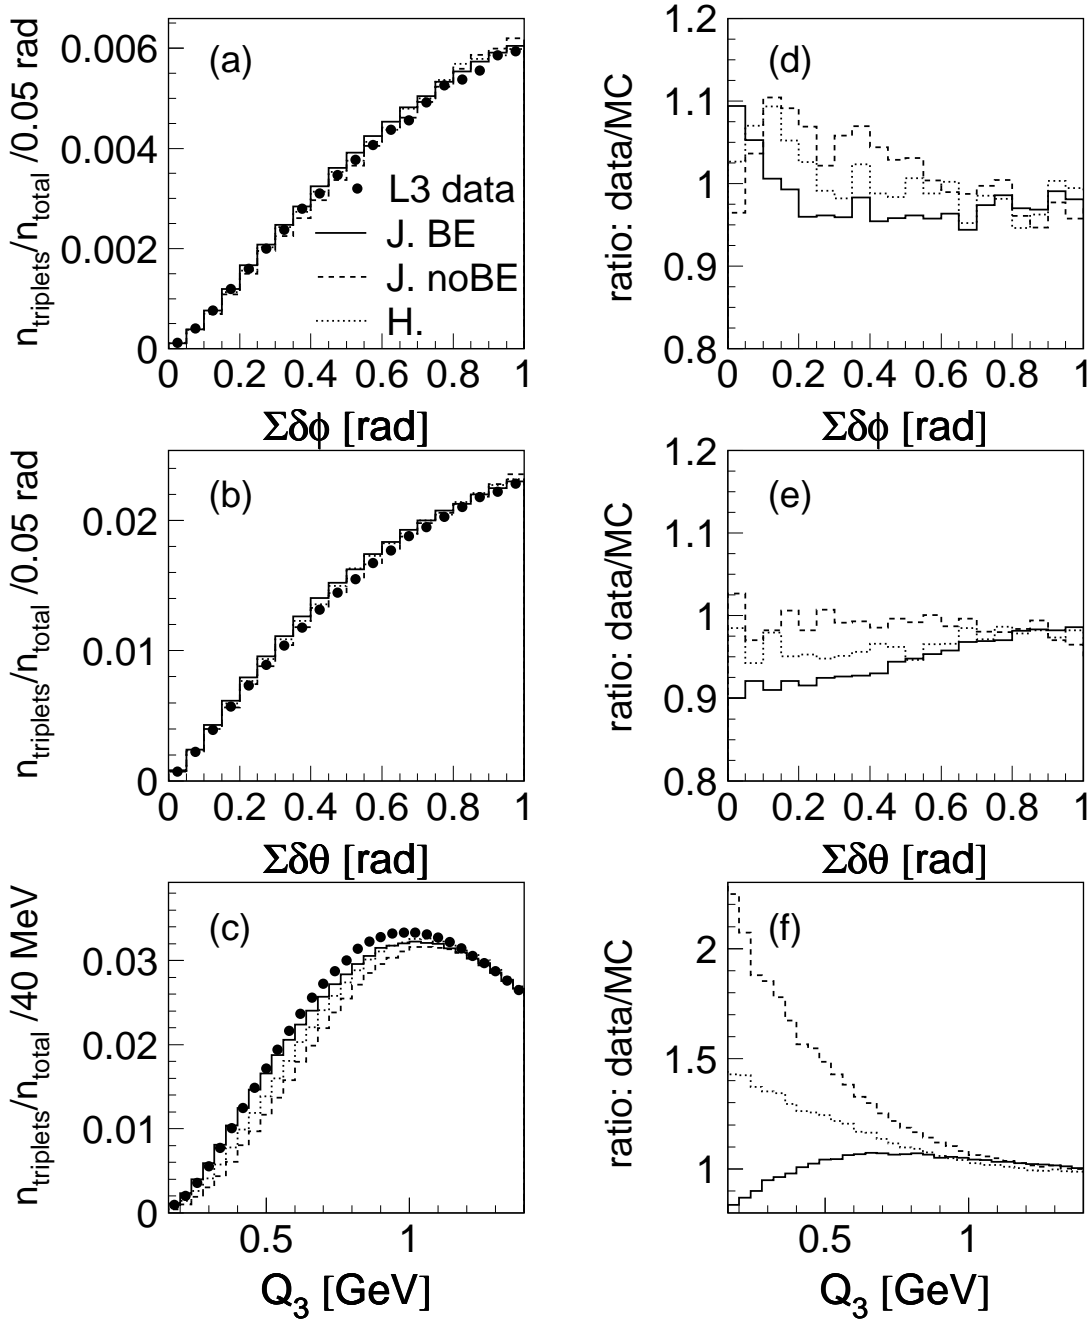 n_triplets/n_total /0.05 rad
0.006
0.004
0.002
0
(a)
L3 data
J. BE
J. noBE
H.
0 0.2 0.4 0.6 0.8 1
Σδφ [rad]
ratio: data/MC
1.2
1.1
1
0.9
0.8
(d)
0 0.2 0.4 0.6 0.8 1
Σδφ [rad]
n_triplets/n_total /0.05 rad
0.02
0.01
0
(b)
0 0.2 0.4 0.6 0.8 1
Σδθ [rad]
ratio: data/MC
1.2
1.1
1
0.9
0.8
(e)
0 0.2 0.4 0.6 0.8 1
Σδθ [rad]
n_triplets/n_total /40 MeV
0.03
0.02
0.01
0
(c)
0.5 1
Q_3 [GeV]
ratio: data/MC
2
1.5
1
(f)
0.5 1
Q_3 [GeV]